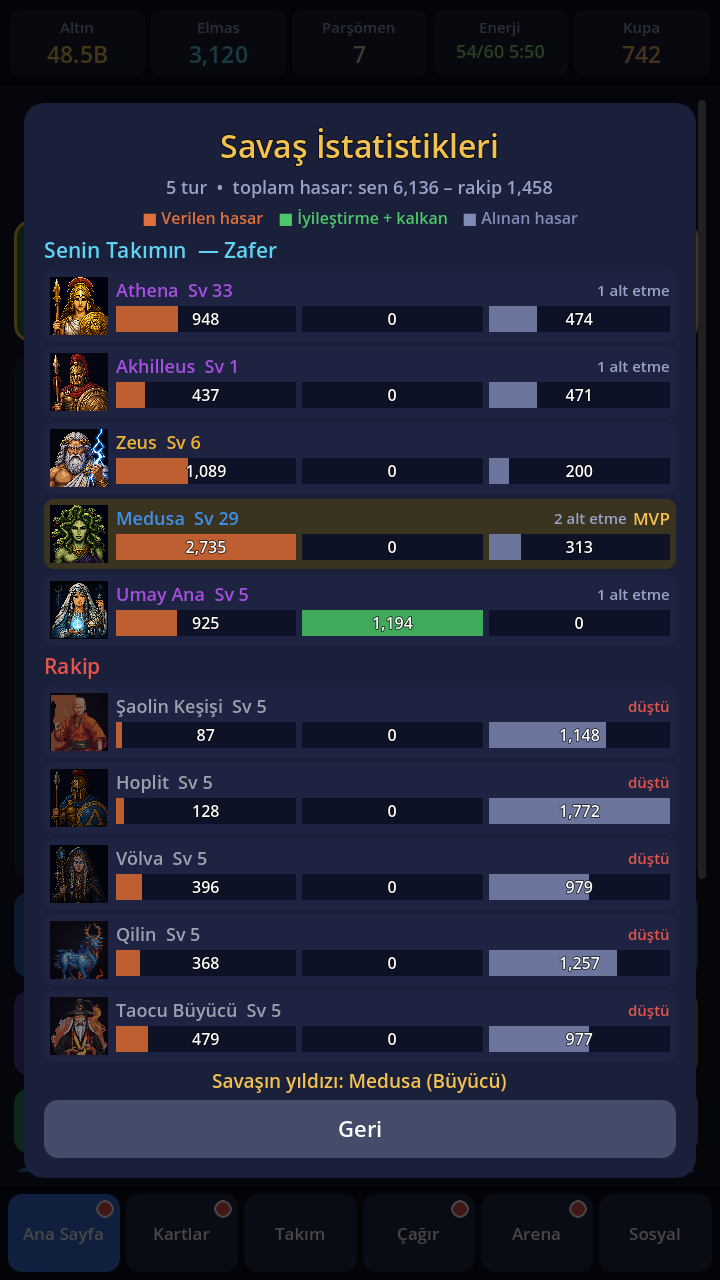 Altın Elmas Parşömen Enerji Kupa
48.5B 3,120 7 54/60 5:50 742
Savaş İstatistikleri
5 tur • toplam hasar: sen 6,136 – rakip 1,458
Verilen hasar İyileştirme + kalkan Alınan hasar
Senin Takımın — Zafer
Athena Sv 33 1 alt etme
948 0 474
Akhilleus Sv 1 1 alt etme
437 0 471
Zeus Sv 6
1,089 0 200
Medusa Sv 29 2 alt etme MVP
2,735 0 313
Umay Ana Sv 5 1 alt etme
925 1,194 0
Rakip
Şaolin Keşişi Sv 5 düştü
87 0 1,148
Hoplit Sv 5 düştü
128 0 1,772
Völva Sv 5 düştü
396 0 979
Qilin Sv 5 düştü
368 0 1,257
Taocu Büyücü Sv 5 düştü
479 0 977
Savaşın yıldızı: Medusa (Büyücü)
Geri
Ana Sayfa Kartlar Takım Çağır Arena Sosyal